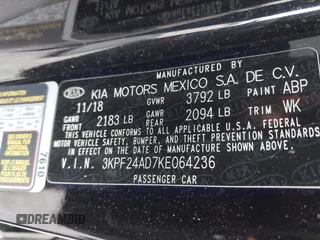 MANUFACTURED BY
KIA KIA MOTORS MEXICO S.A. DE C.V.
11/18 GVWR 3792 LB PAINT ABP
GAWR FRONT 2183 LB GAWR REAR 2094 LB TRIM WK
THIS VEHICLE CONFORMS TO ALL APPLICABLE U.S. FEDERAL
MOTOR VEHICLE SAFETY, BUMPER, AND THEFT PREVENTION STANDARDS
IN EFFECT ON THE DATE OF MANUFACTURE SHOWN ABOVE.
V.I.N. 3KPF24AD7KE064236
PASSENGER CAR
DREAMBID